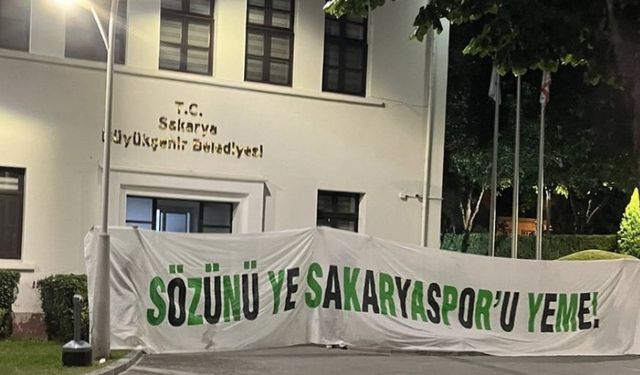 T.C.
Sakarya
Büyükşehir Belediyesi
SÖZÜNÜ YE SAKARYASPOR'U YEME!